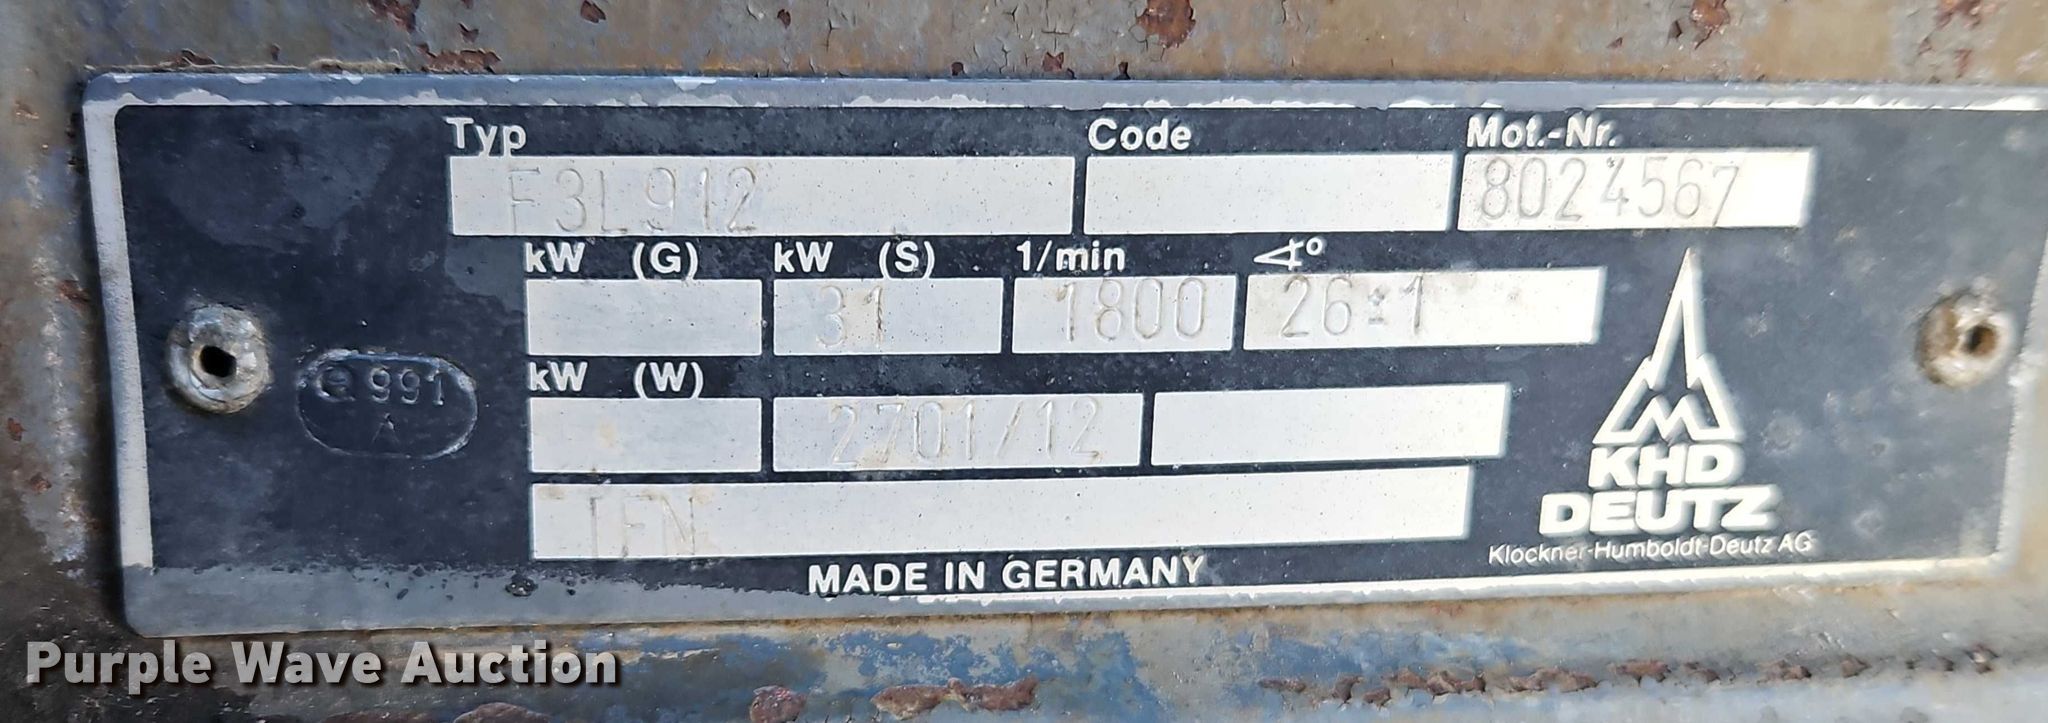 Typ Code Mot.-Nr.
F3L912 8024567
kW (G) kW (S) 1/min ∢°
31 1800 26±1
kW (W)
2701/12
991
A
KHD
DEUTZ
Klöckner-Humboldt-Deutz AG
MADE IN GERMANY
Purple Wave Auction